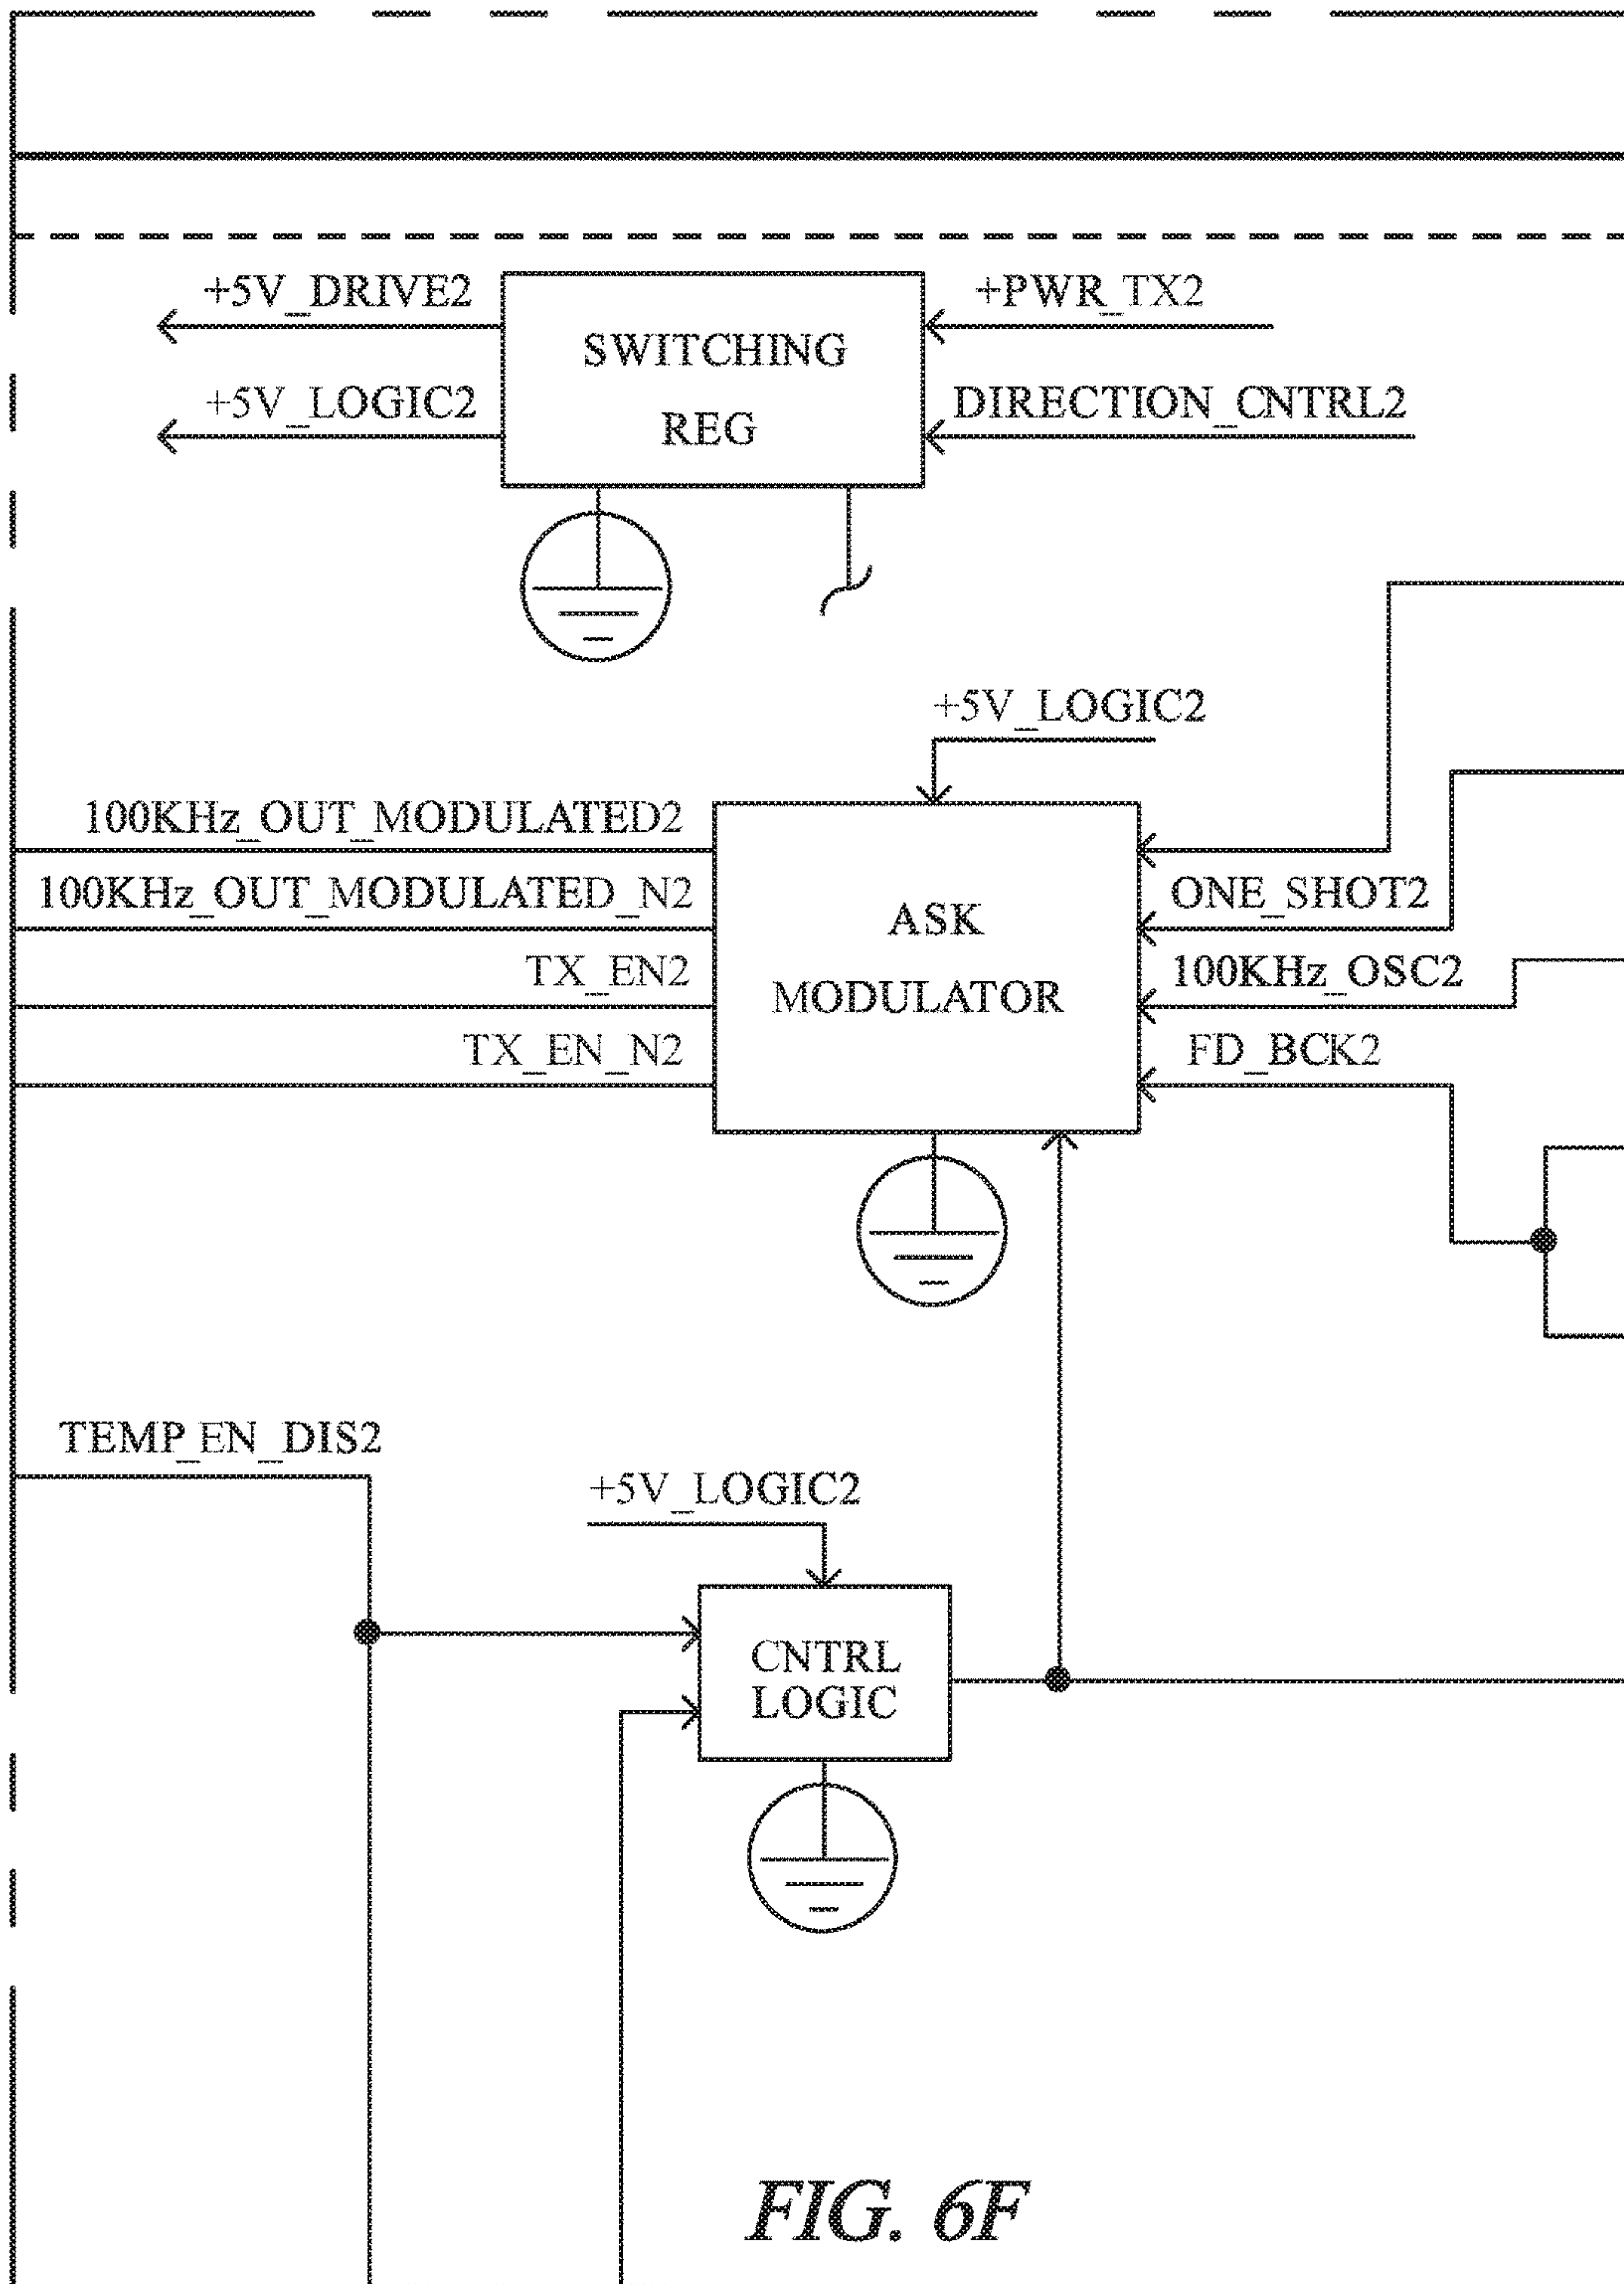 +5V_DRIVE2
+PWR_TX2
SWITCHING
REG
+5V_LOGIC2
DIRECTION_CNTRL2
+5V_LOGIC2
100KHz_OUT_MODULATED2
100KHz_OUT_MODULATED_N2
TX_EN2
TX_EN_N2
ASK
MODULATOR
ONE_SHOT2
100KHz_OSC2
FD_BCK2
TEMP_EN_DIS2
+5V_LOGIC2
CNTRL
LOGIC
FIG. 6F